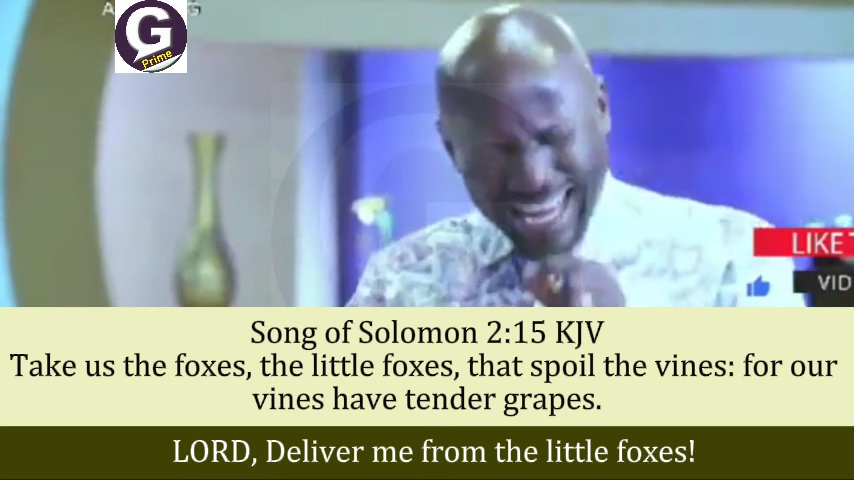 G
Prime
LIKE
VID
Song of Solomon 2:15 KJV
Take us the foxes, the little foxes, that spoil the vines: for our
vines have tender grapes.
LORD, Deliver me from the little foxes!